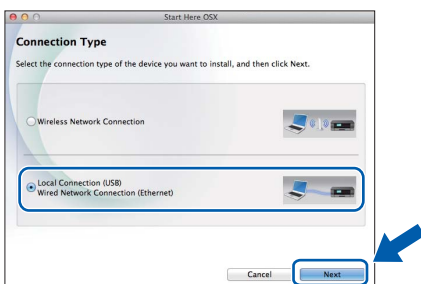 Start Here OSX
Connection Type
Select the connection type of the device you want to install, and then click Next.
Wireless Network Connection
Local Connection (USB)
Wired Network Connection (Ethernet)
Cancel
Next